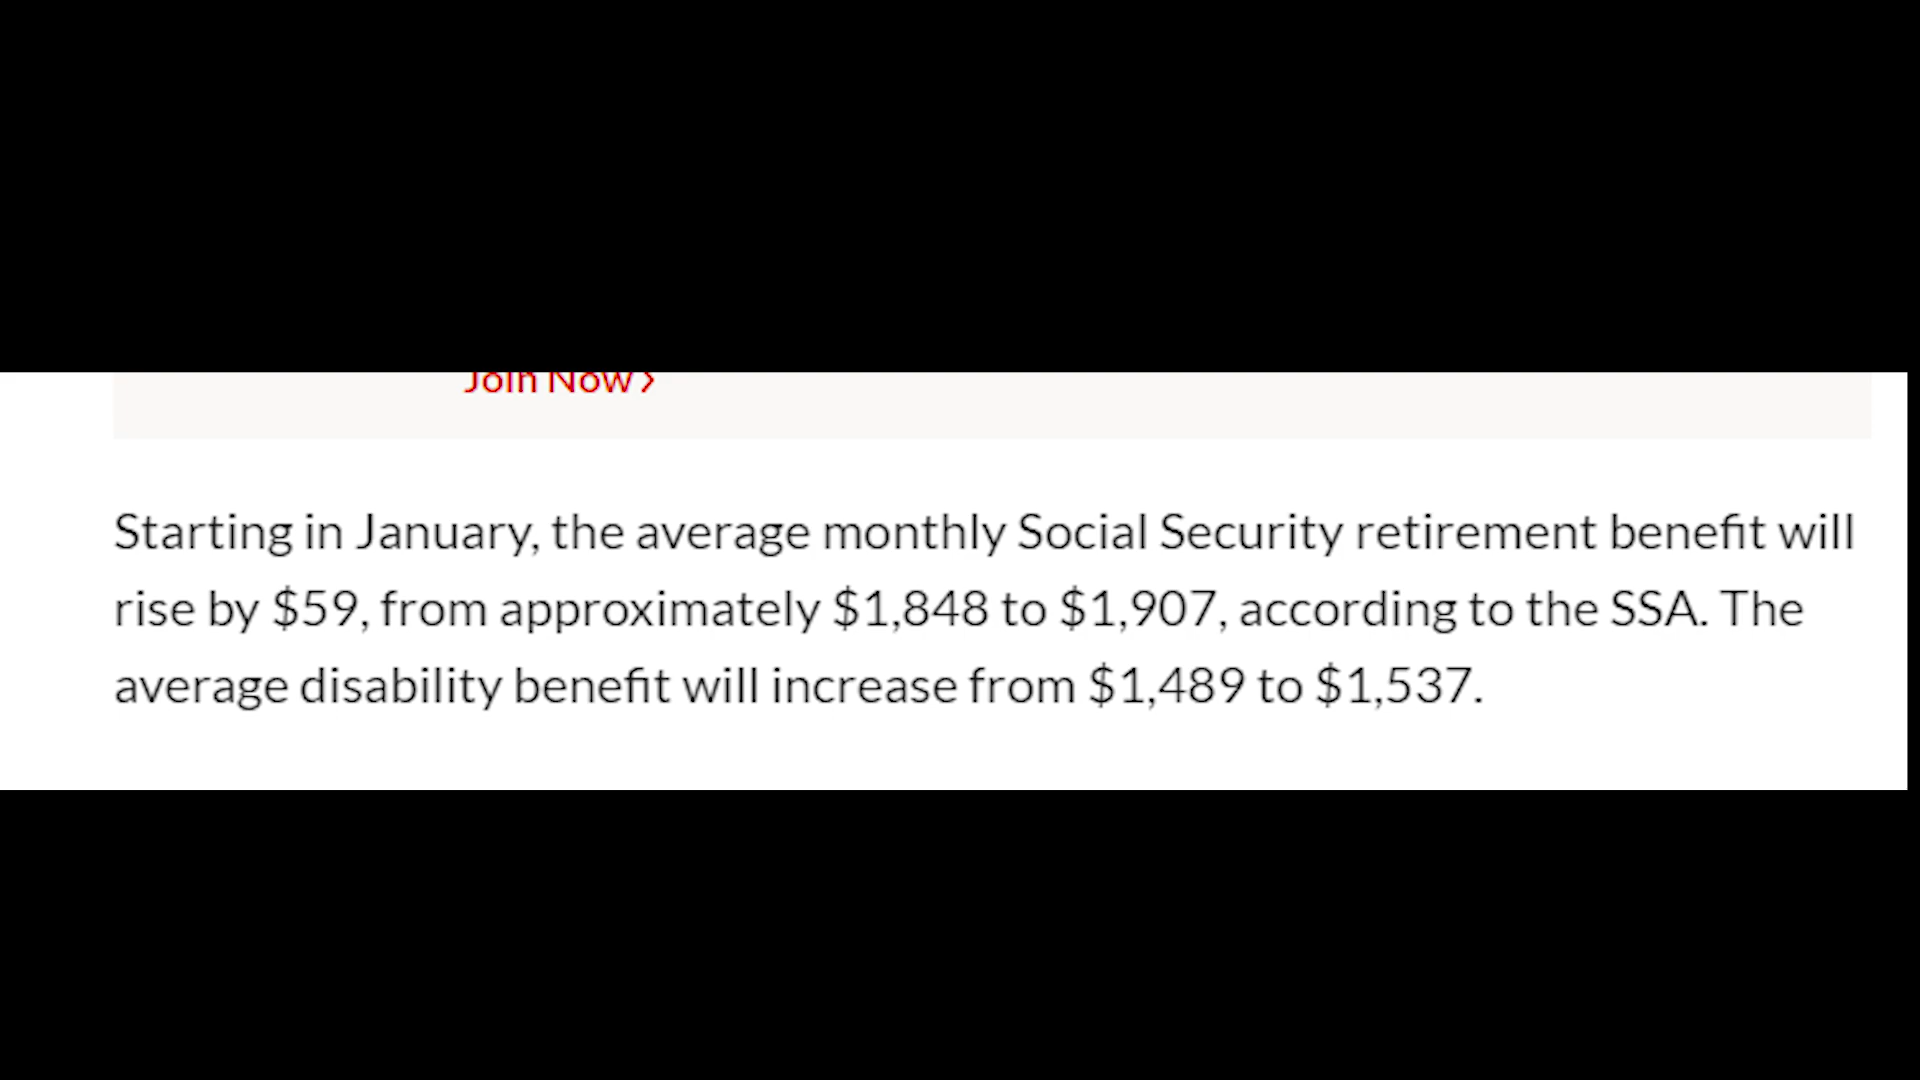 Join Now ›
Starting in January, the average monthly Social Security retirement benefit will
rise by $59, from approximately $1,848 to $1,907, according to the SSA. The
average disability benefit will increase from $1,489 to $1,537.